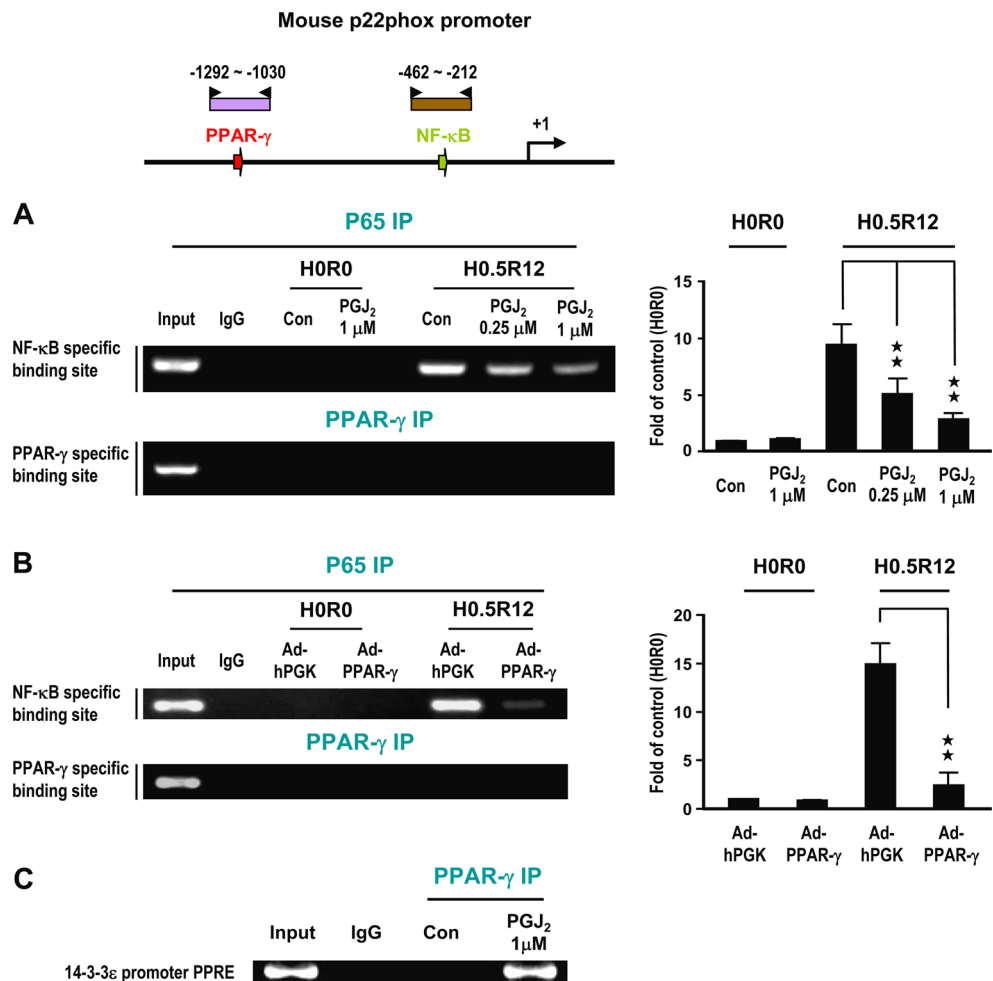 Mouse p22phox promoter
-1292 ~ -1030
-462 ~ -212
PPAR-γ
NF-κB
+1
A
P65 IP
H0R0
H0.5R12
Input
IgG
Con
PGJ2
1 μM
Con
PGJ2
0.25 μM
PGJ2
1 μM
NF-κB specific
binding site
PPAR-γ IP
PPAR-γ specific
binding site
H0R0
H0.5R12
Fold of control (H0R0)
15
10
5
0
★
★
★
★
Con
PGJ2
1 μM
Con
PGJ2
0.25 μM
PGJ2
1 μM
B
P65 IP
H0R0
H0.5R12
Input
IgG
Ad-
hPGK
Ad-
PPAR-γ
Ad-
hPGK
Ad-
PPAR-γ
NF-κB specific
binding site
PPAR-γ IP
PPAR-γ specific
binding site
H0R0
H0.5R12
Fold of control (H0R0)
20
15
10
5
0
★
★
Ad-
hPGK
Ad-
PPAR-γ
Ad-
hPGK
Ad-
PPAR-γ
C
PPAR-γ IP
Input
IgG
Con
PGJ2
1μM
14-3-3ε promoter PPRE